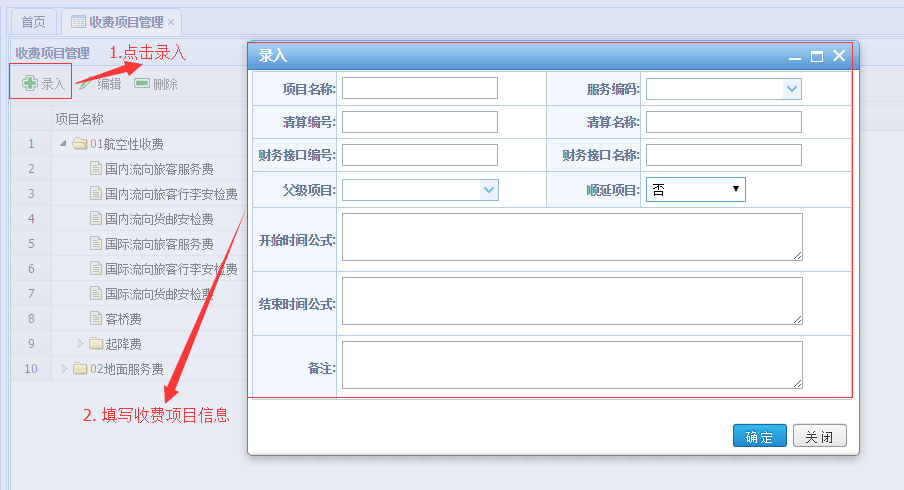 首页 收费项目管理 ×
收费项目管理 1.点击录入
录入 编辑 删除
项目名称
1 01航空性收费
2 国内流向旅客服务费
3 国内流向旅客行李安检费
4 国内流向货邮安检费
5 国际流向旅客服务费
6 国际流向旅客行李安检费
7 国际流向货邮安检费
8 客桥费
9 起降费
10 02地面服务费
2. 填写收费项目信息
录入
项目名称: 服务编码:
清算编号: 清算名称:
财务接口编号: 财务接口名称:
父级项目: 顺延项目: 否
开始时间公式:
结束时间公式:
备注:
确定 关闭